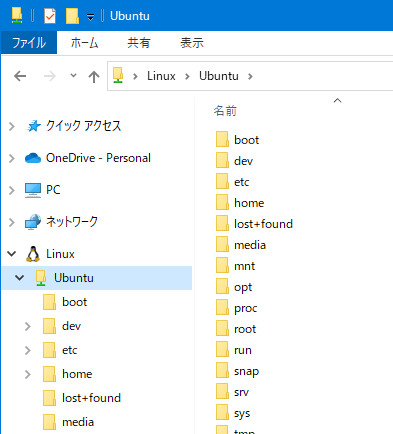 Ubuntu
ファイル ホーム 共有 表示
Linux Ubuntu
クイック アクセス
OneDrive - Personal
PC
ネットワーク
Linux
Ubuntu
boot
dev
etc
home
lost+found
media
名前
boot
dev
etc
home
lost+found
media
mnt
opt
proc
root
run
snap
srv
sys
tmp